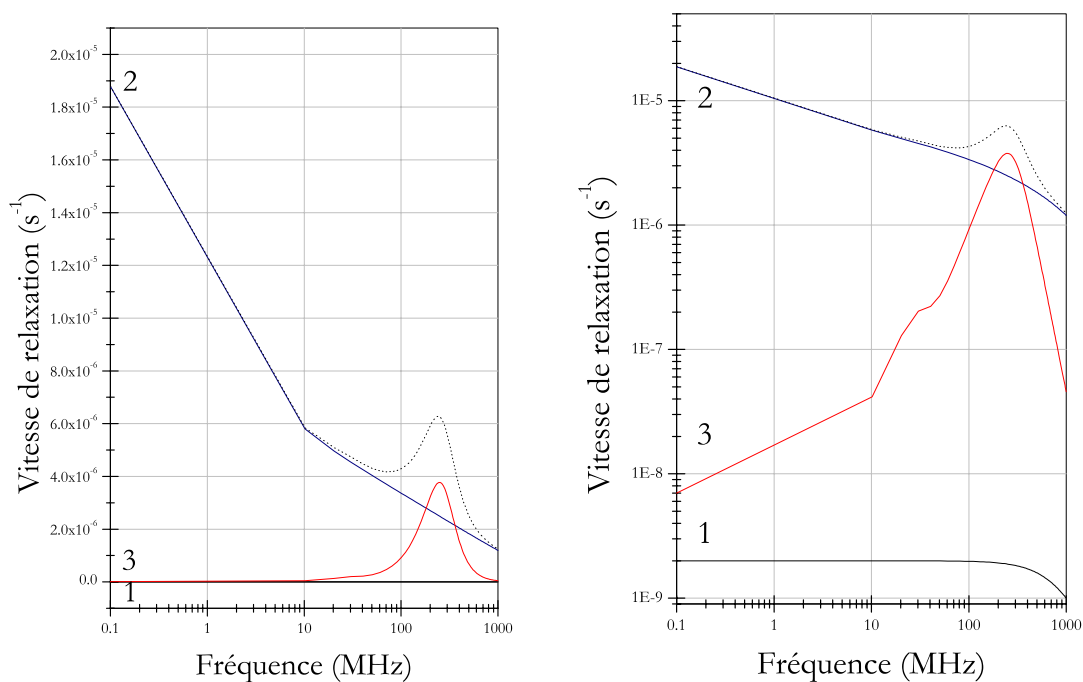 Vitesse de relaxation (s⁻¹)
2.0x10⁻⁵
1.8x10⁻⁵
1.6x10⁻⁵
1.4x10⁻⁵
1.2x10⁻⁵
1.0x10⁻⁵
8.0x10⁻⁶
6.0x10⁻⁶
4.0x10⁻⁶
2.0x10⁻⁶
0.0
2
3
1
0.1 1 10 100 1000
Fréquence (MHz)
Vitesse de relaxation (s⁻¹)
1E-5
1E-6
1E-7
1E-8
1E-9
2
3
1
0.1 1 10 100 1000
Fréquence (MHz)